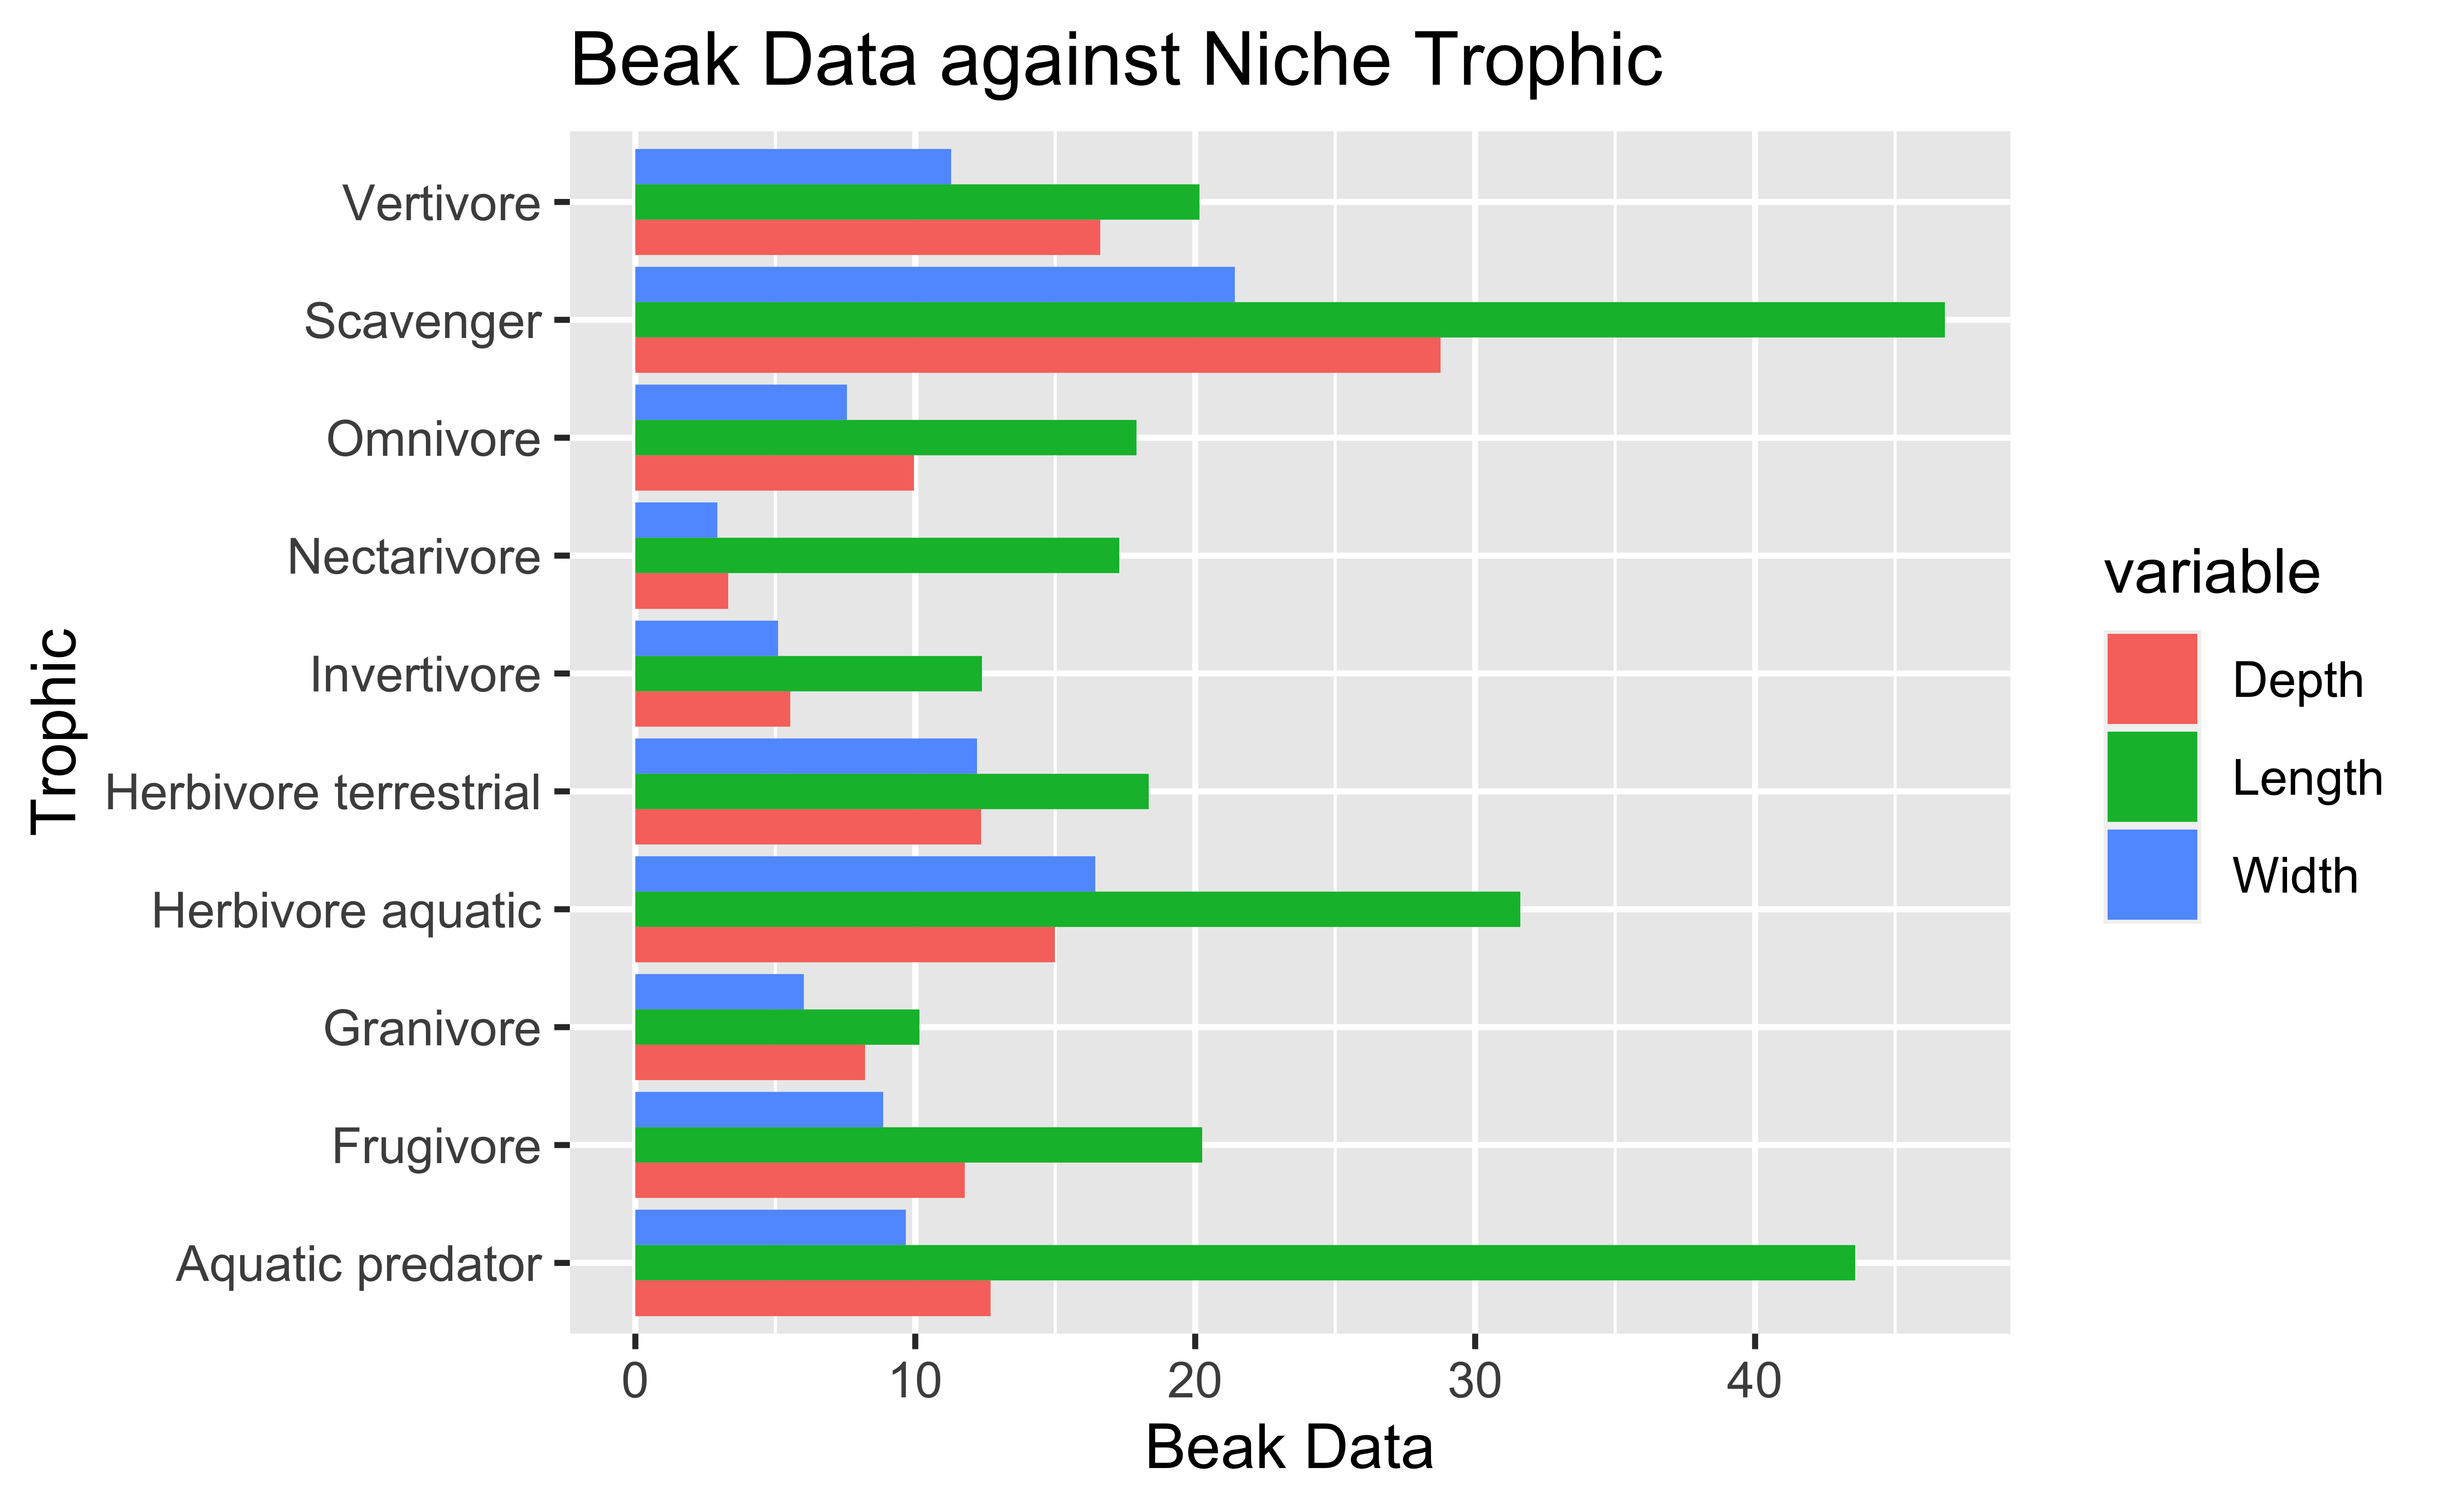 Beak Data against Niche Trophic
Trophic
Vertivore
Scavenger
Omnivore
Nectarivore
Invertivore
Herbivore terrestrial
Herbivore aquatic
Granivore
Frugivore
Aquatic predator
0 10 20 30 40
Beak Data
variable
Depth
Length
Width